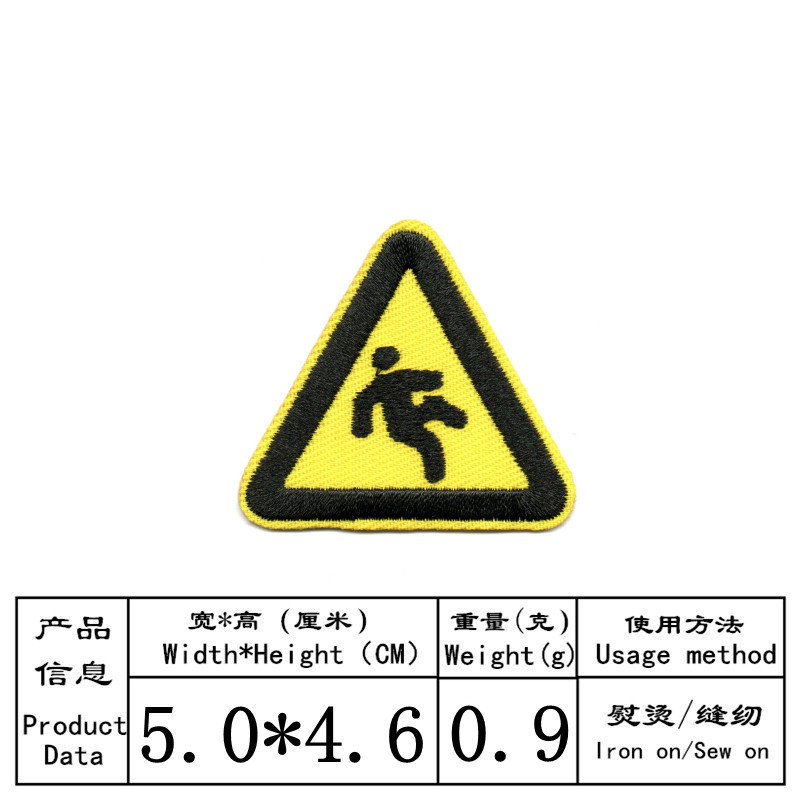 产品
信息
Product
Data
宽*高 (厘米)
Width*Height (CM)
重量(克)
Weight(g)
使用方法
Usage method
5.0*4.6
0.9
熨烫/缝纫
Iron on/Sew on